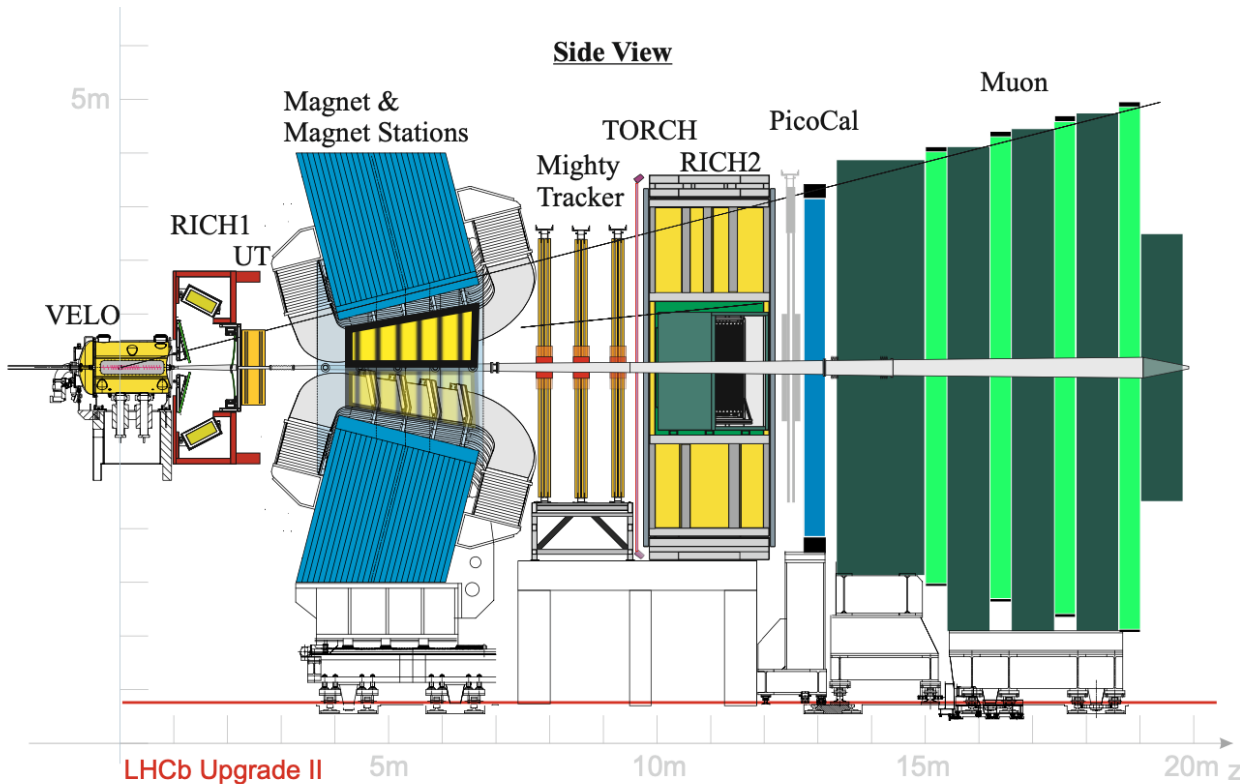 Side View
5m
Magnet &
Magnet Stations
Muon
PicoCal
TORCH
RICH2
Mighty
Tracker
RICH1
UT
VELO
LHCb Upgrade II
5m
10m
15m
20m
z